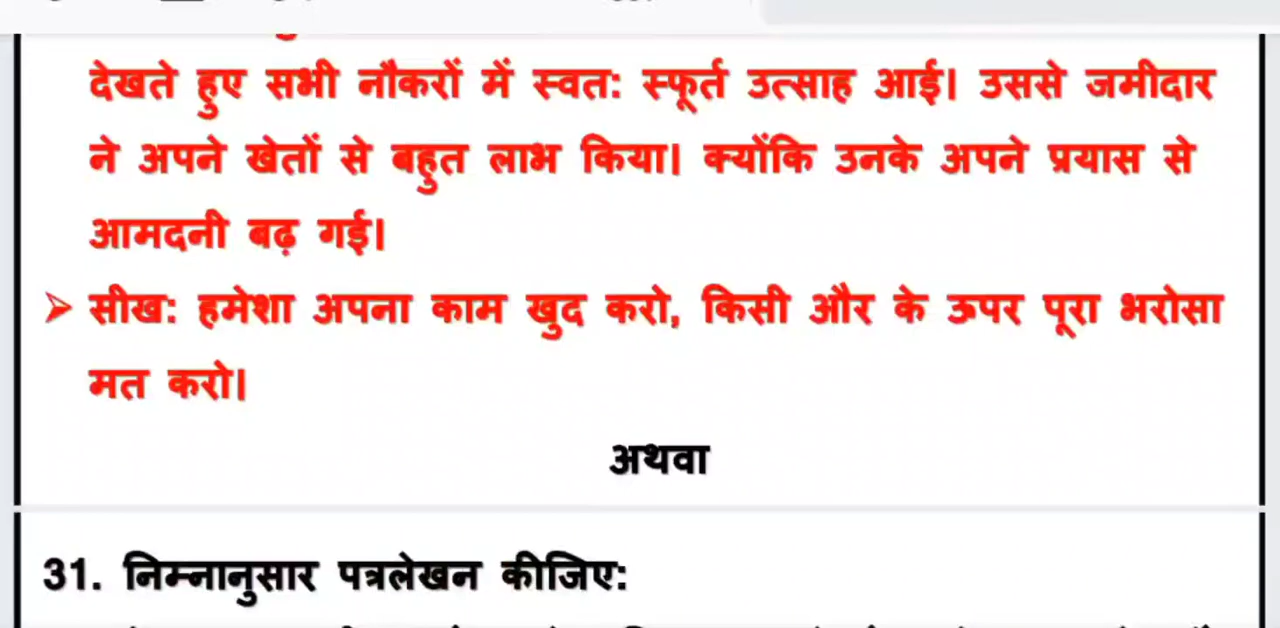 देखते हुए सभी नौकरों में स्वत: स्फूर्त उत्साह आई। उससे जमीदार
ने अपने खेतों से बहुत लाभ किया। क्योंकि उनके अपने प्रयास से
आमदनी बढ़ गई।
➢ सीख: हमेशा अपना काम खुद करो, किसी और के ऊपर पूरा भरोसा
मत करो।
अथवा
31. निम्नानुसार पत्रलेखन कीजिए: